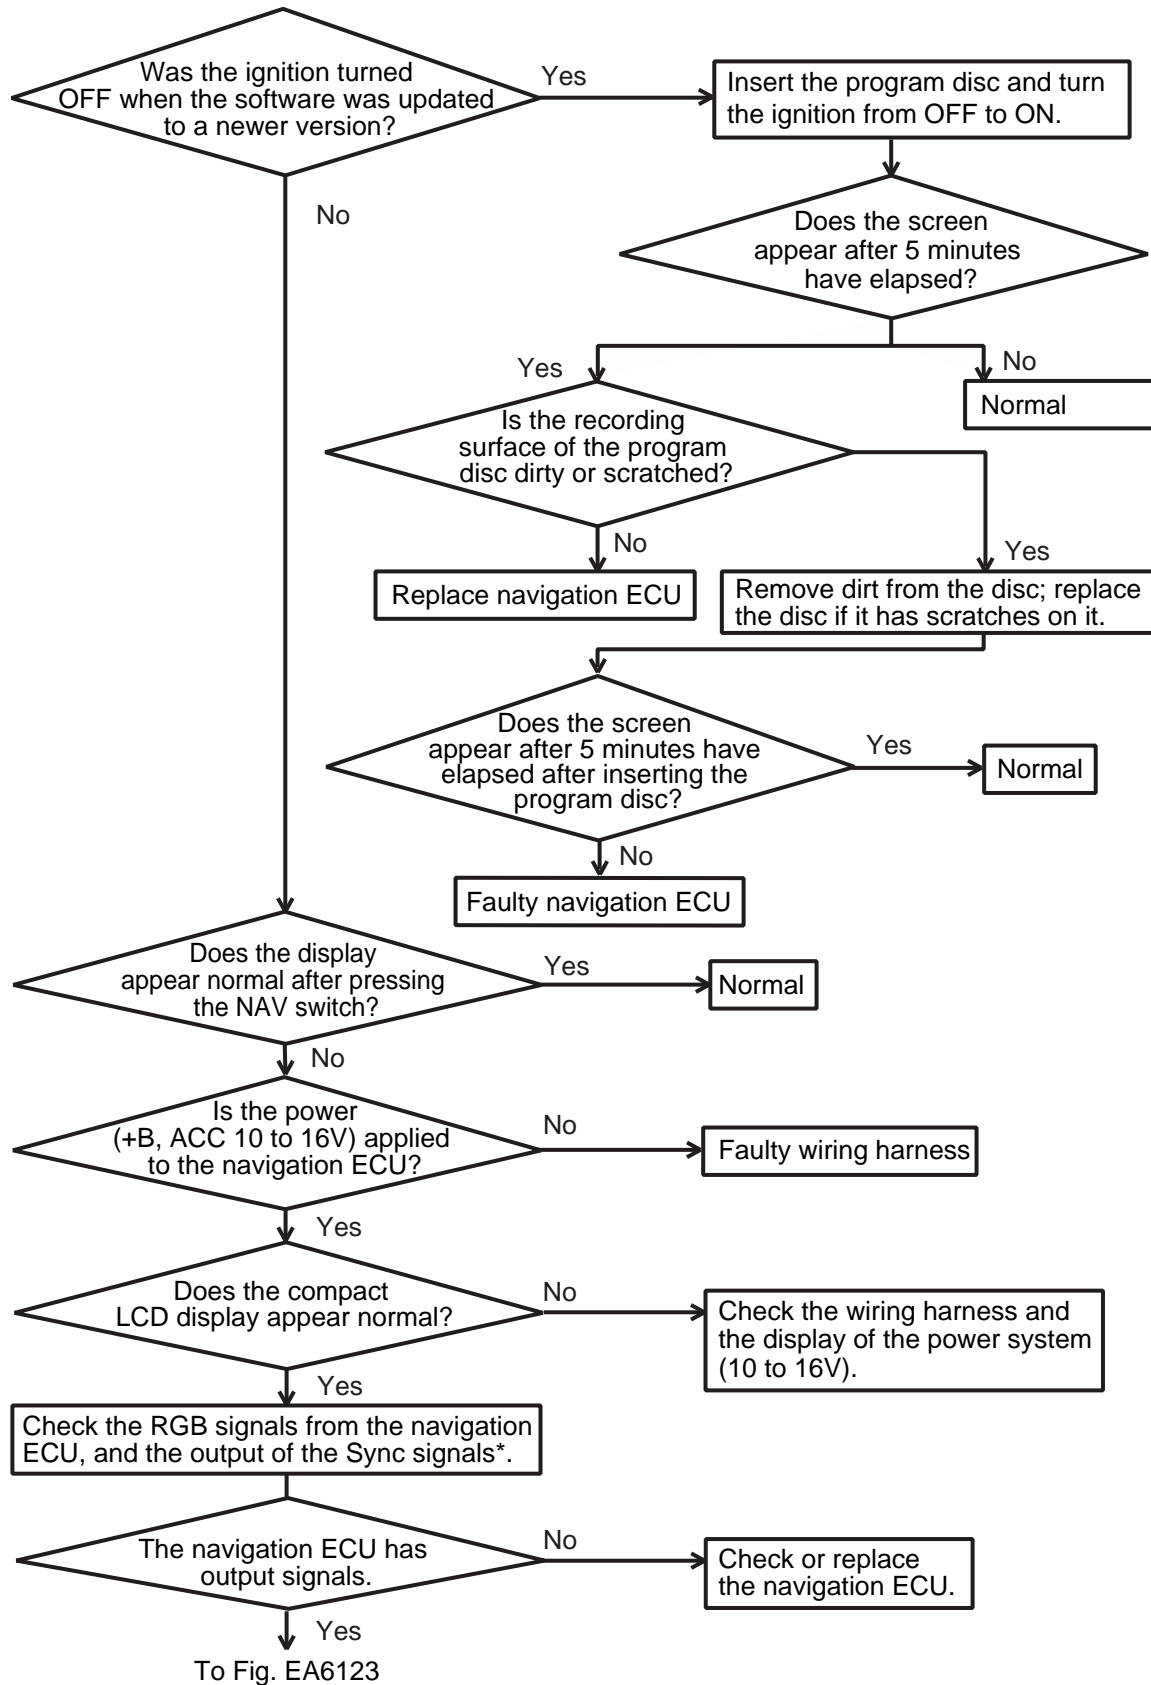 Was the ignition turned
OFF when the software was updated
to a newer version?
Yes
Insert the program disc and turn
the ignition from OFF to ON.
No
Does the screen
appear after 5 minutes
have elapsed?
Yes
No
Normal
Is the recording
surface of the program
disc dirty or scratched?
No
Replace navigation ECU
Yes
Remove dirt from the disc; replace
the disc if it has scratches on it.
Does the screen
appear after 5 minutes have
elapsed after inserting the
program disc?
Yes
Normal
No
Faulty navigation ECU
Does the display
appear normal after pressing
the NAV switch?
Yes
Normal
No
Is the power
(+B, ACC 10 to 16V) applied
to the navigation ECU?
No
Faulty wiring harness
Yes
Does the compact
LCD display appear normal?
No
Check the wiring harness and
the display of the power system
(10 to 16V).
Yes
Check the RGB signals from the navigation
ECU, and the output of the Sync signals*.
The navigation ECU has
output signals.
No
Check or replace
the navigation ECU.
Yes
To Fig. EA6123